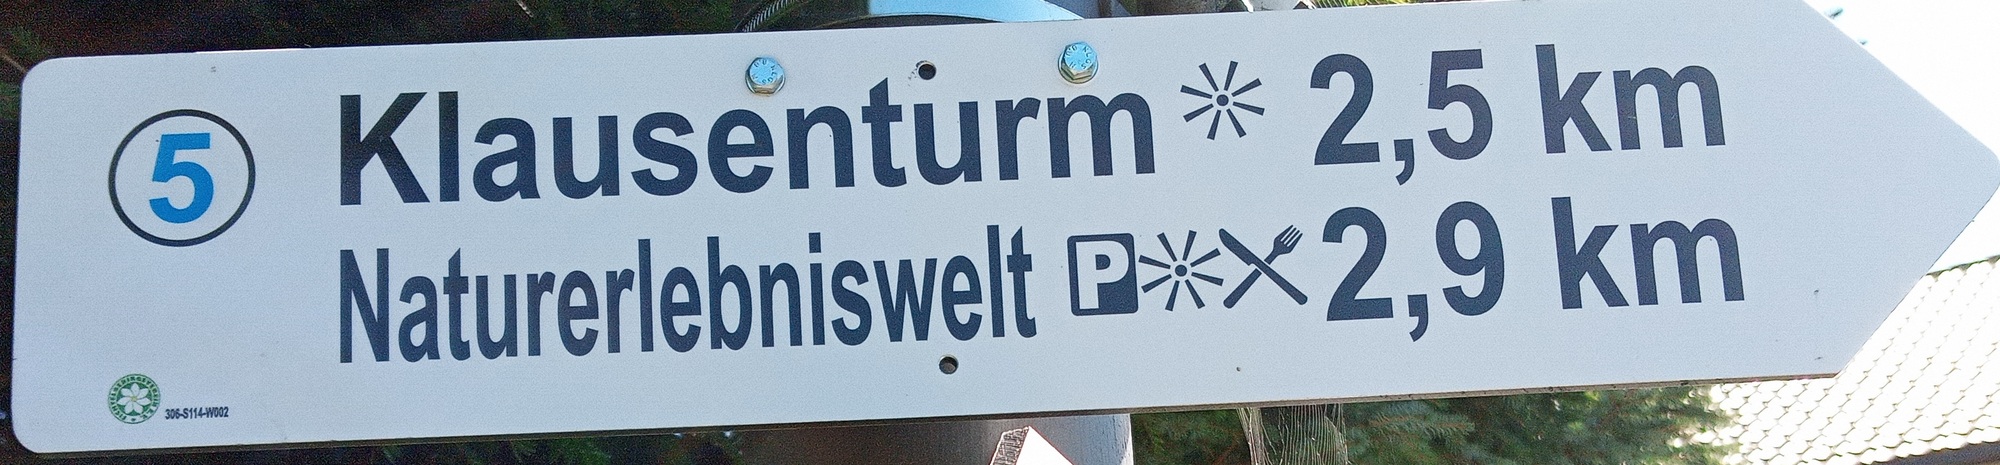 5
Klausenturm 2,5 km
Naturerlebniswelt P 2,9 km
306-S114-W002